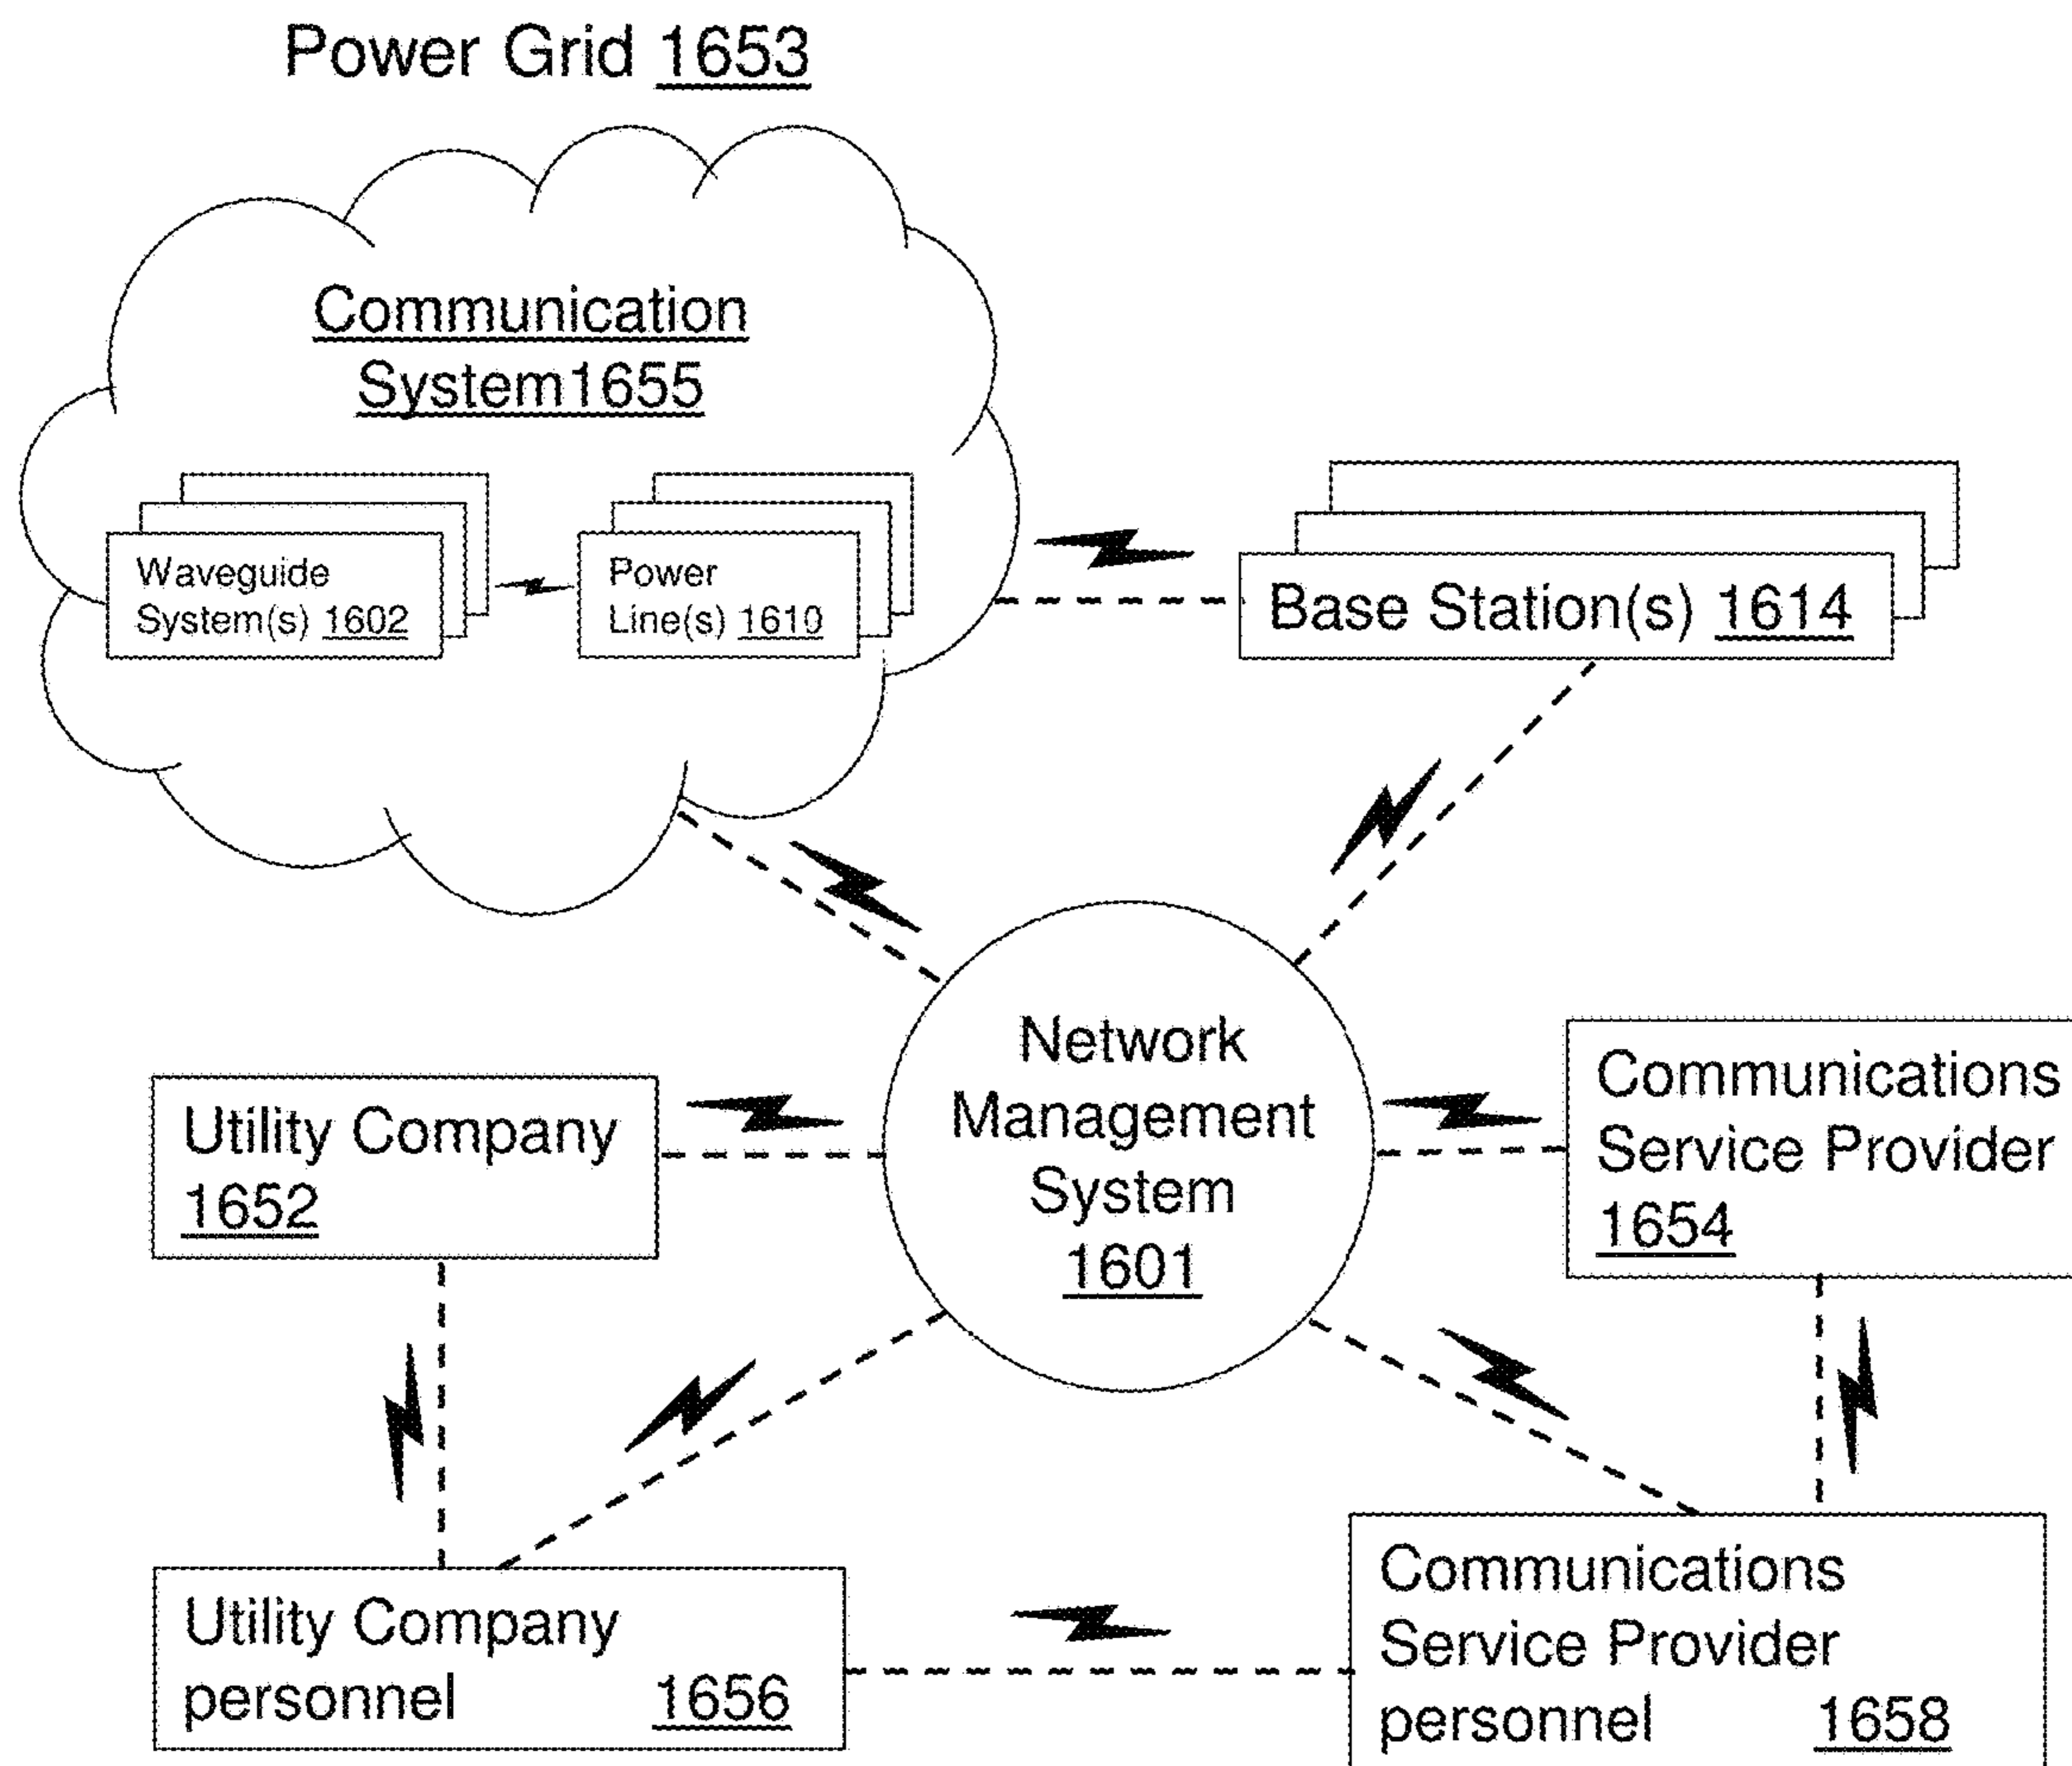 Power Grid 1653
Communication
System1655
Waveguide
System(s) 1602
Power
Line(s) 1610
Base Station(s) 1614
Network
Management
System
1601
Utility Company
1652
Communications
Service Provider
1654
Utility Company
personnel 1656
Communications
Service Provider
personnel 1658